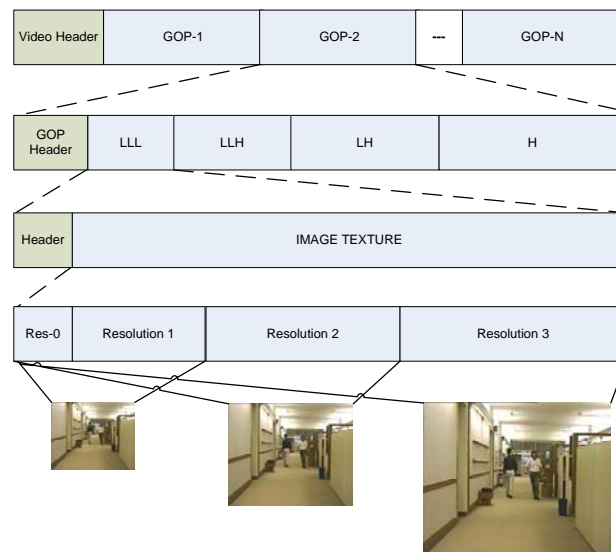 Video Header
GOP-1
GOP-2
---
GOP-N
GOP
Header
LLL
LLH
LH
H
Header
IMAGE TEXTURE
Res-0
Resolution 1
Resolution 2
Resolution 3